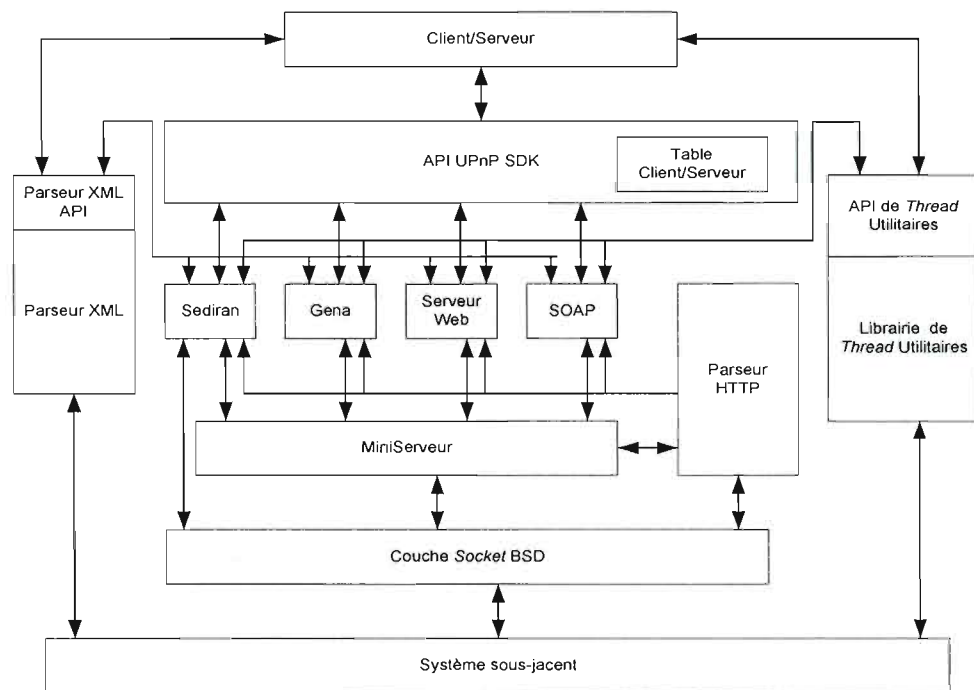 Client/Serveur
API UPnP SDK
Table
Client/Serveur
Parseur XML
API
API de Thread
Utilitaires
Parseur XML
Sediran
Gena
Serveur
Web
SOAP
Parseur
HTTP
Librairie de
Thread Utilitaires
MiniServeur
Couche Socket BSD
Système sous-jacent